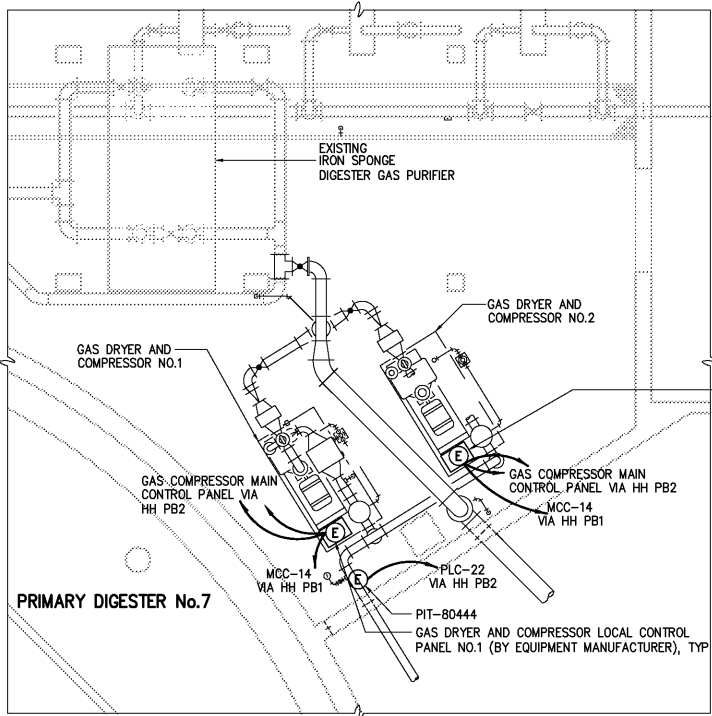 EXISTING
IRON SPONGE
DIGESTER GAS PURIFIER
GAS DRYER AND
COMPRESSOR NO.2
GAS DRYER AND
COMPRESSOR NO.1
E
GAS COMPRESSOR MAIN
CONTROL PANEL VIA HH PB2
MCC-14
VIA HH PB1
GAS COMPRESSOR MAIN
CONTROL PANEL VIA
HH PB2
E
MCC-14
VIA HH PB1
E
PLC-22
VIA HH PB2
PRIMARY DIGESTER No.7
PIT-80444
GAS DRYER AND COMPRESSOR LOCAL CONTROL
PANEL NO.1 (BY EQUIPMENT MANUFACTURER), TYP